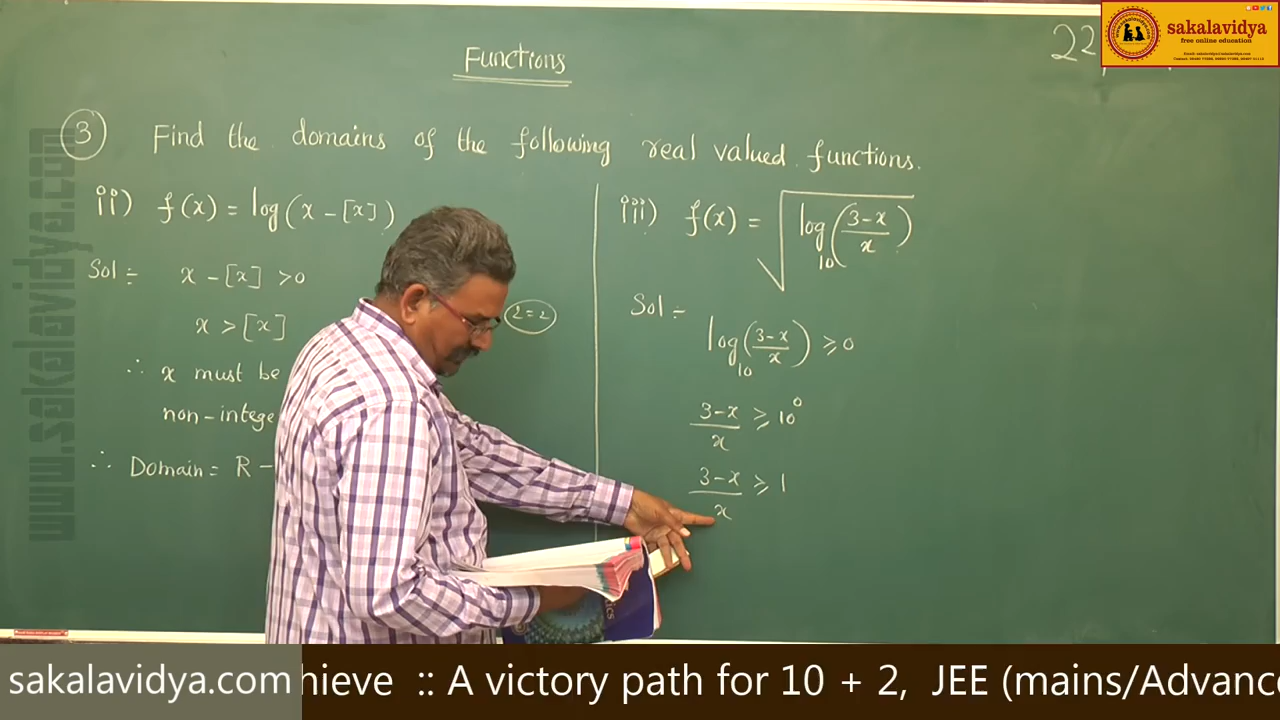 Functions
22
sakalavidya
free online education
③ Find the domains of the following real valued functions.
ii) f(x) = log(x - [x])
Sol:- x - [x] > 0
x > [x]
2 = 2
∴ x must be
non-intege
∴ Domain = R -
iii) f(x) = √(log₁₀((3-x)/x))
Sol:-
log₁₀((3-x)/x) ≥ 0
(3-x)/x ≥ 10⁰
(3-x)/x ≥ 1
www.sakalavidya.com
sakalavidya.com hieve :: A victory path for 10 + 2, JEE (mains/Advance